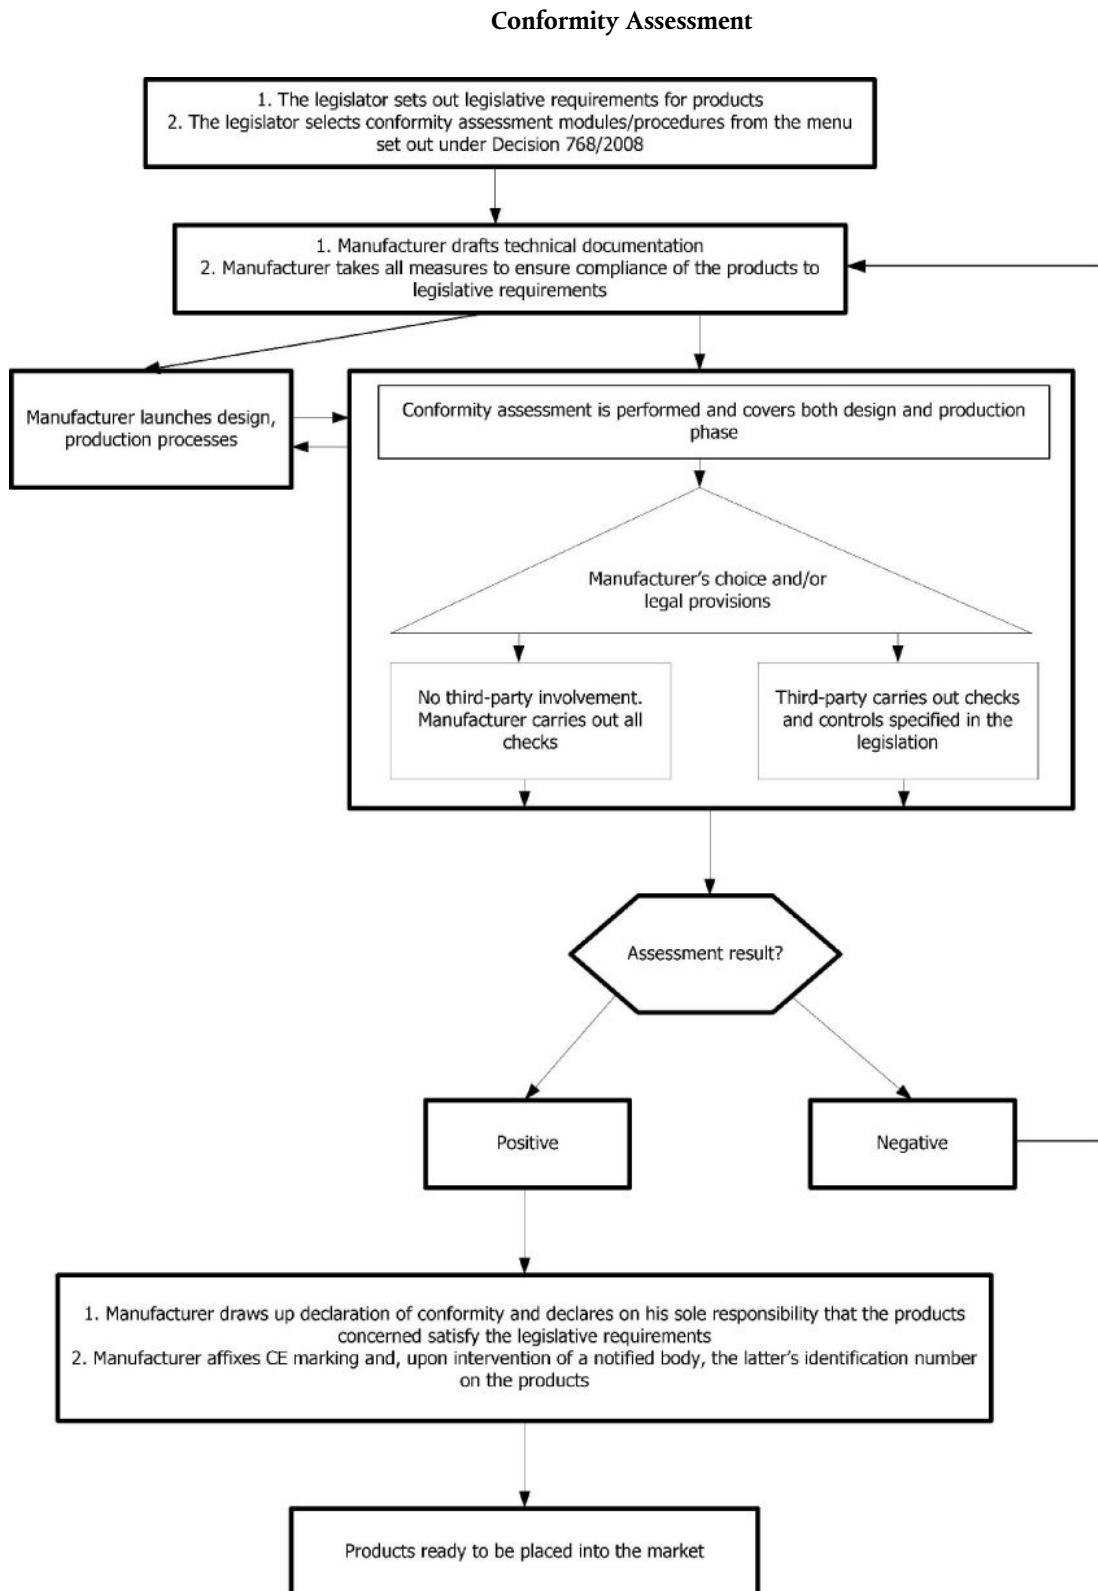 Conformity Assessment
1. The legislator sets out legislative requirements for products
2. The legislator selects conformity assessment modules/procedures from the menu
set out under Decision 768/2008
1. Manufacturer drafts technical documentation
2. Manufacturer takes all measures to ensure compliance of the products to
legislative requirements
Manufacturer launches design,
production processes
Conformity assessment is performed and covers both design and production
phase
Manufacturer's choice and/or
legal provisions
No third-party involvement.
Manufacturer carries out all
checks
Third-party carries out checks
and controls specified in the
legislation
Assessment result?
Positive
Negative
1. Manufacturer draws up declaration of conformity and declares on his sole responsibility that the products
concerned satisfy the legislative requirements
2. Manufacturer affixes CE marking and, upon intervention of a notified body, the latter's identification number
on the products
Products ready to be placed into the market